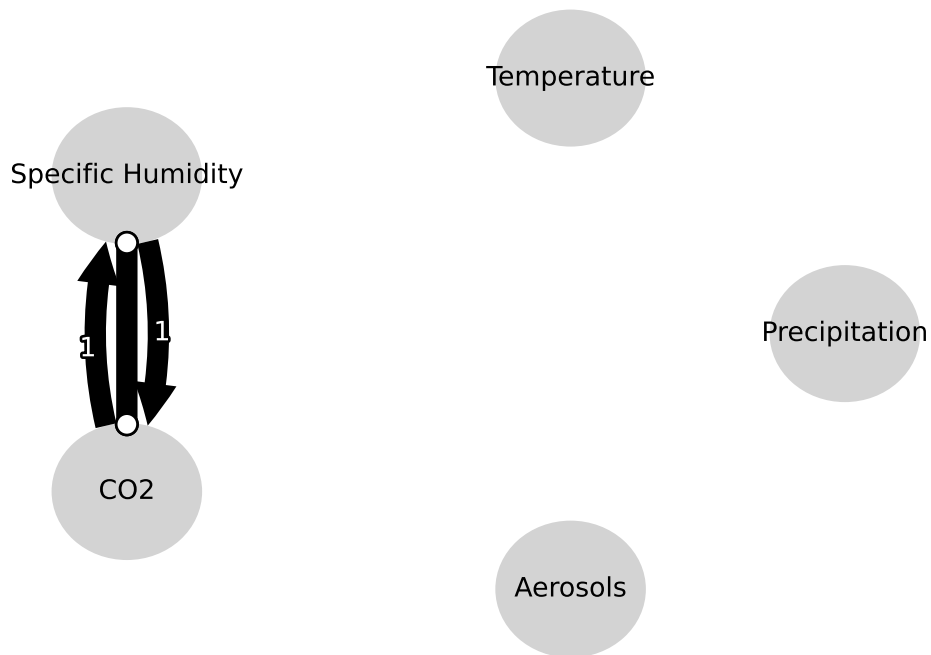 Temperature
Specific Humidity
1
1
Precipitation
CO2
Aerosols